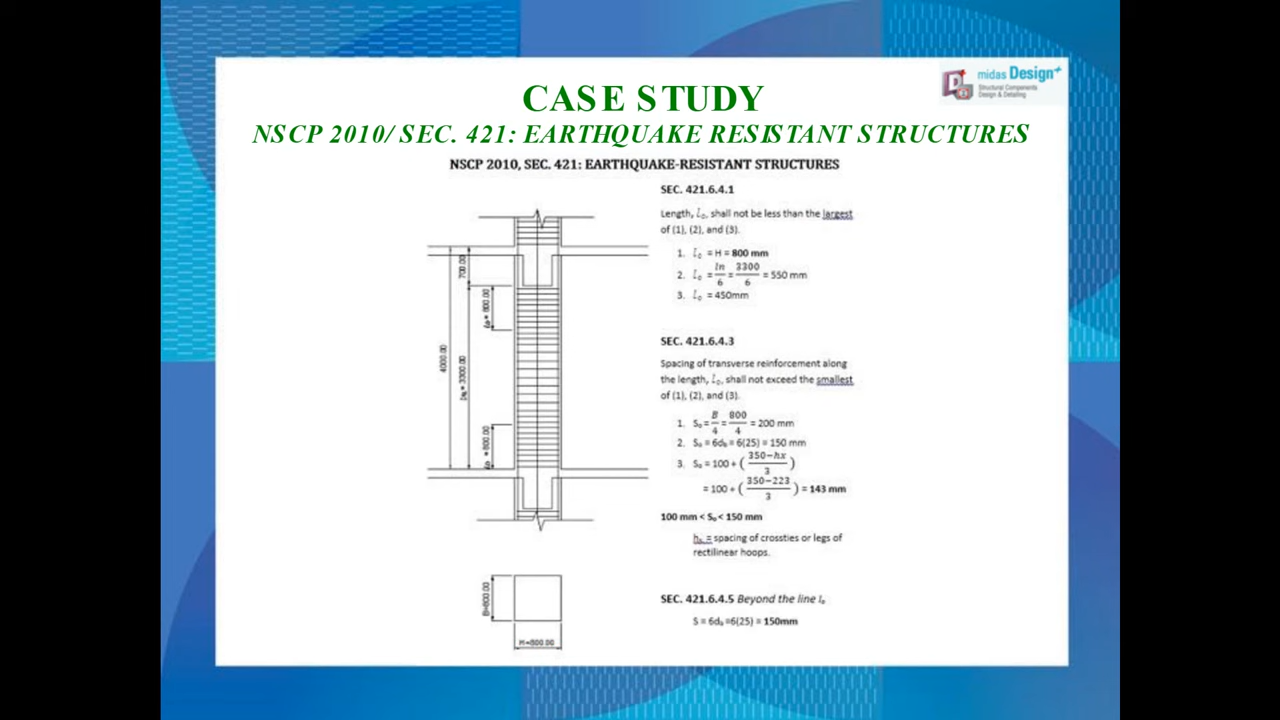 midas Design+
Structural Components
Design & Detailing
CASE STUDY
NSCP 2010/ SEC. 421: EARTHQUAKE RESISTANT STRUCTURES
NSCP 2010, SEC. 421: EARTHQUAKE-RESISTANT STRUCTURES
SEC. 421.6.4.1
Length, lₒ, shall not be less than the largest
of (1), (2), and (3).
1. lₒ = H = 800 mm
2. lₒ = ln/6 = 3300/6 = 550 mm
3. lₒ = 450mm
SEC. 421.6.4.3
Spacing of transverse reinforcement along
the length, lₒ, shall not exceed the smallest
of (1), (2), and (3).
1. Sₒ = B/4 = 800/4 = 200 mm
2. Sₒ = 6d_b = 6(25) = 150 mm
3. Sₒ = 100 + (350−hx/3)
= 100 + (350−223/3) = 143 mm
100 mm < Sₒ < 150 mm
hₓ = spacing of crossties or legs of
rectilinear hoops.
SEC. 421.6.4.5 Beyond the line lₒ
S = 6d_b =6(25) = 150mm
700.00
Lo = 800.00
4000.00
Ln = 3300.00
Lo = 800.00
B=800.00
H=800.00